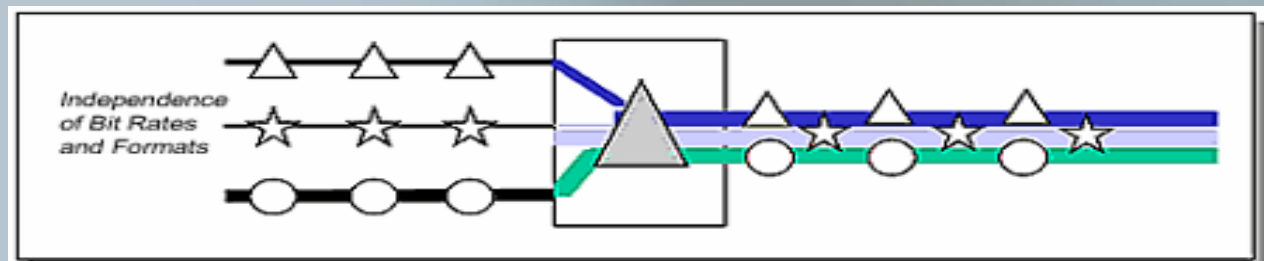 Independence
of Bit Rates
and Formats